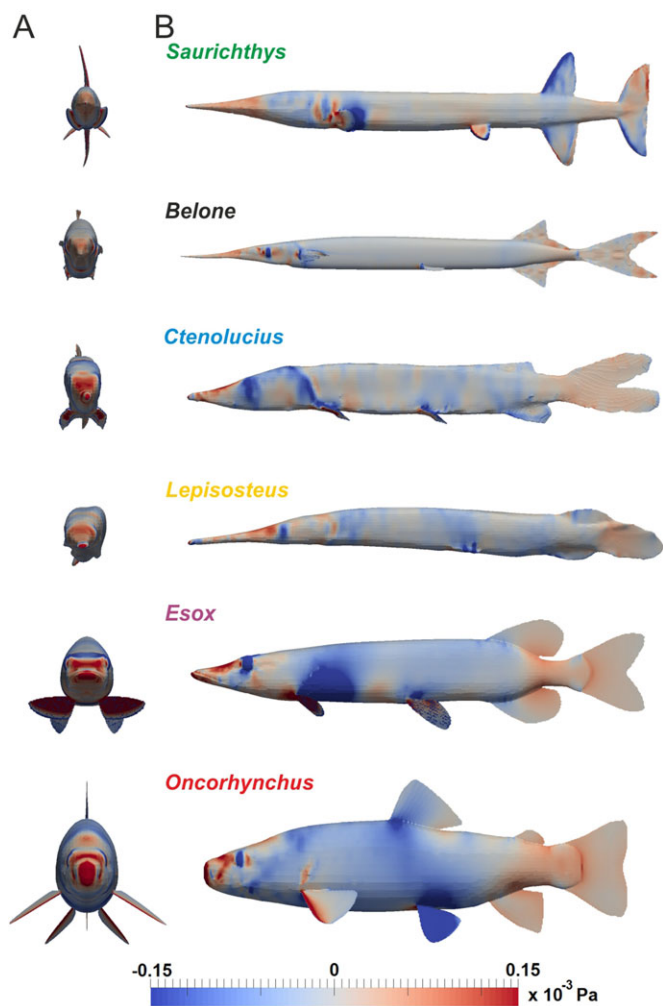 A B
Saurichthys
Belone
Ctenolucius
Lepisosteus
Esox
Oncorhynchus
-0.15 0 0.15
x 10⁻³ Pa